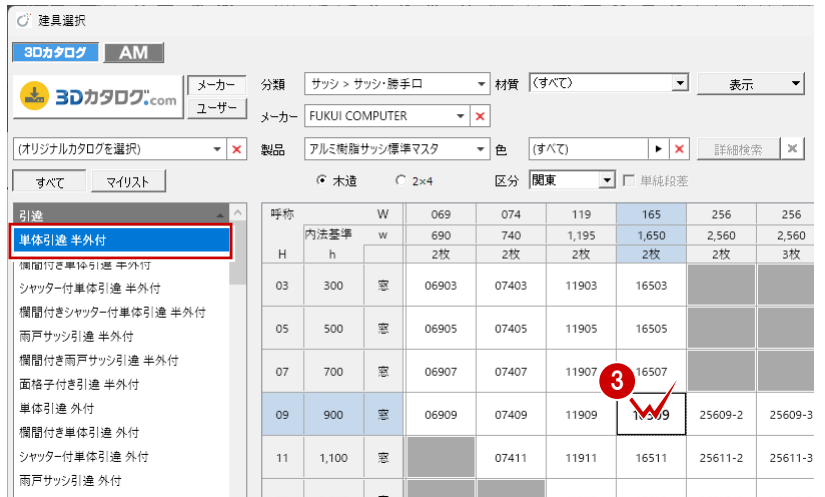 建具選択
3Dカタログ AM
3Dカタログ.com メーカー ユーザー
分類 サッシ > サッシ・勝手口 材質 (すべて) 表示
メーカー FUKUI COMPUTER
(オリジナルカタログを選択) 製品 アルミ樹脂サッシ標準マスタ 色 (すべて) 詳細検索
すべて マイリスト 木造 2×4 区分 関東 単純段差
引違
単体引違 半外付
欄間付き単体引違 半外付
シャッター付単体引違 半外付
欄間付きシャッター付単体引違 半外付
雨戸サッシ引違 半外付
欄間付き雨戸サッシ引違 半外付
面格子付き引違 半外付
単体引違 外付
欄間付き単体引違 外付
シャッター付単体引違 外付
雨戸サッシ引違 外付
呼称 W 069 074 119 165 256 256
内法基準 w 690 740 1,195 1,650 2,560 2,560
H h 2枚 2枚 2枚 2枚 2枚 3枚
03 300 窓 06903 07403 11903 16503
05 500 窓 06905 07405 11905 16505
07 700 窓 06907 07407 11907 16507
3
09 900 窓 06909 07409 11909 25609-2 25609-3
11 1,100 窓 07411 11911 16511 25611-2 25611-3